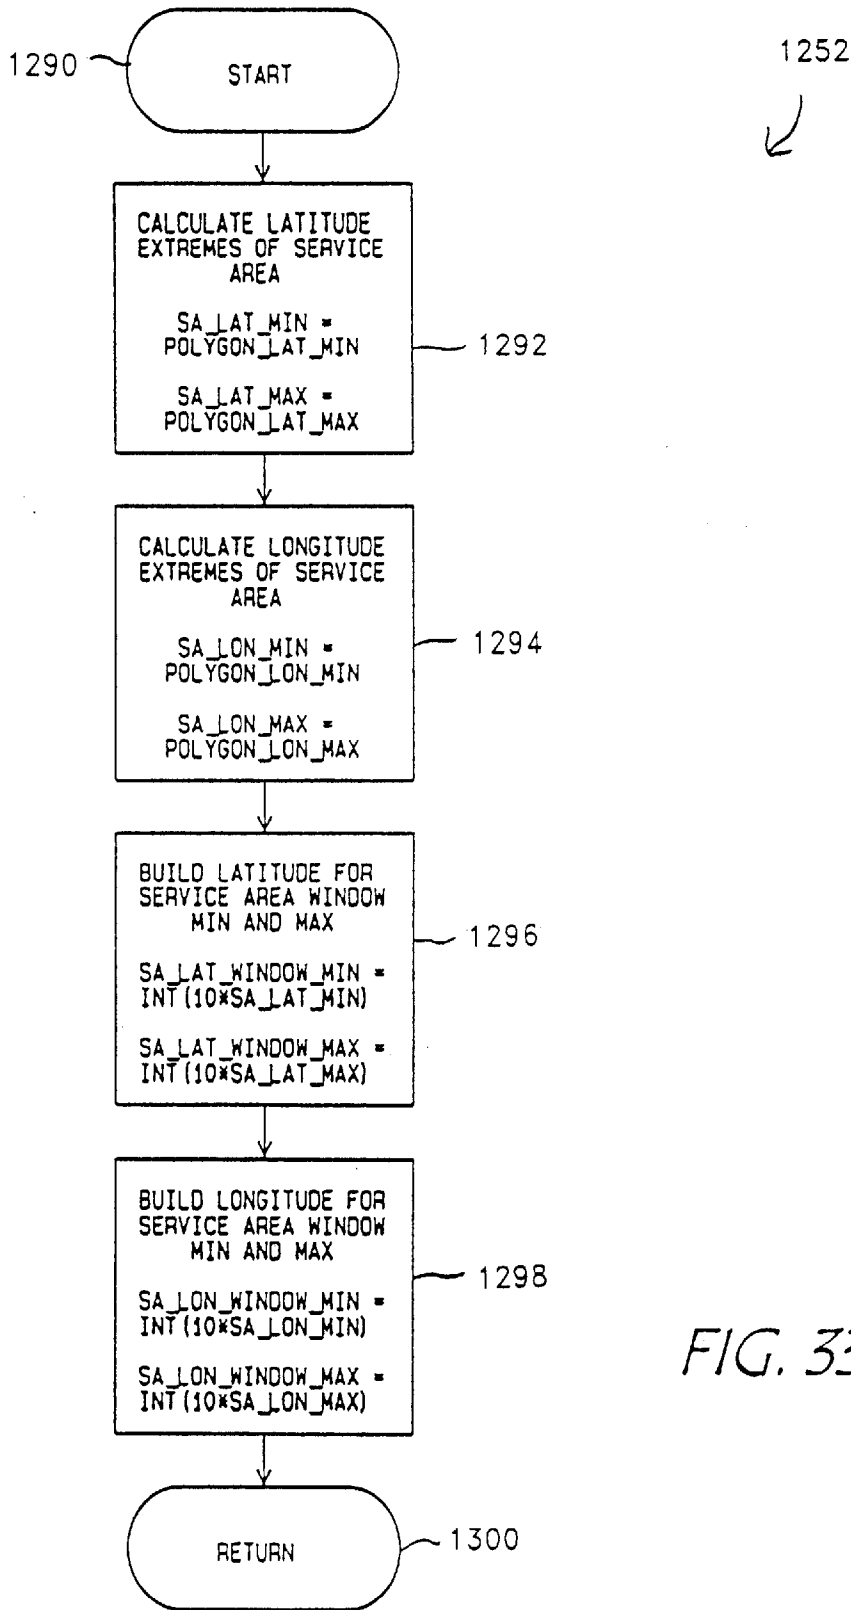 1290
START
1252
CALCULATE LATITUDE
EXTREMES OF SERVICE
AREA
SA_LAT_MIN =
POLYGON_LAT_MIN
SA_LAT_MAX =
POLYGON_LAT_MAX
1292
CALCULATE LONGITUDE
EXTREMES OF SERVICE
AREA
SA_LON_MIN =
POLYGON_LON_MIN
SA_LON_MAX =
POLYGON_LON_MAX
1294
BUILD LATITUDE FOR
SERVICE AREA WINDOW
MIN AND MAX
SA_LAT_WINDOW_MIN =
INT(10*SA_LAT_MIN)
SA_LAT_WINDOW_MAX =
INT(10*SA_LAT_MAX)
1296
BUILD LONGITUDE FOR
SERVICE AREA WINDOW
MIN AND MAX
SA_LON_WINDOW_MIN =
INT(10*SA_LON_MIN)
SA_LON_WINDOW_MAX =
INT(10*SA_LON_MAX)
1298
FIG. 33
RETURN
1300